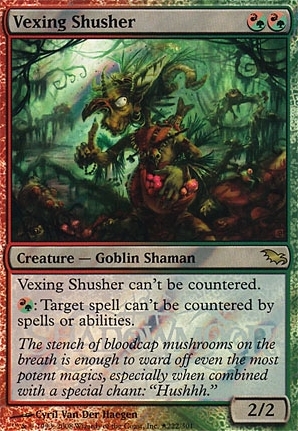 Vexing Shusher
Creature — Goblin Shaman
Vexing Shusher can't be countered.
: Target spell can't be countered by
spells or abilities.
The stench of bloodcap mushrooms on the
breath is enough to ward off even the most
potent magics, especially when combined
with a special chant: “Hushhh.”
Cyril Van Der Haegen
2/2